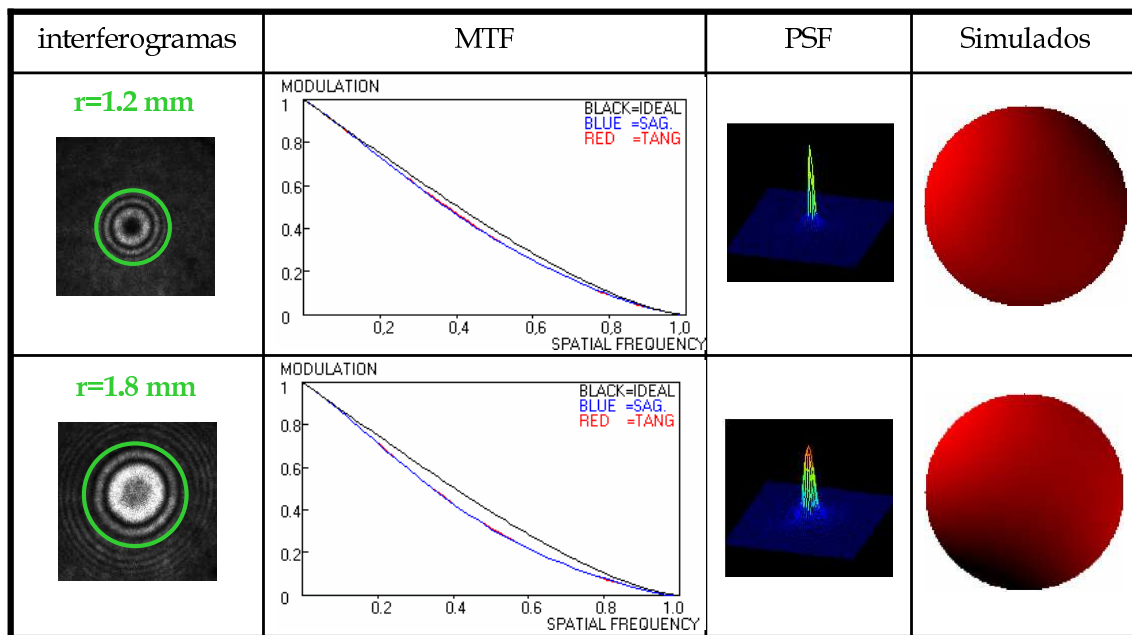 interferogramas MTF PSF Simulados
r=1.2 mm
MODULATION
BLACK=IDEAL
BLUE =SAG.
RED =TANG
1
0.8
0.6
0.4
0.2
0
0,2 0,4 0,6 0,8 1,0
SPATIAL FREQUENCY
r=1.8 mm
MODULATION
BLACK=IDEAL
BLUE =SAG.
RED =TANG
1
0.8
0.6
0.4
0.2
0
0.2 0.4 0.6 0.8 1.0
SPATIAL FREQUENCY